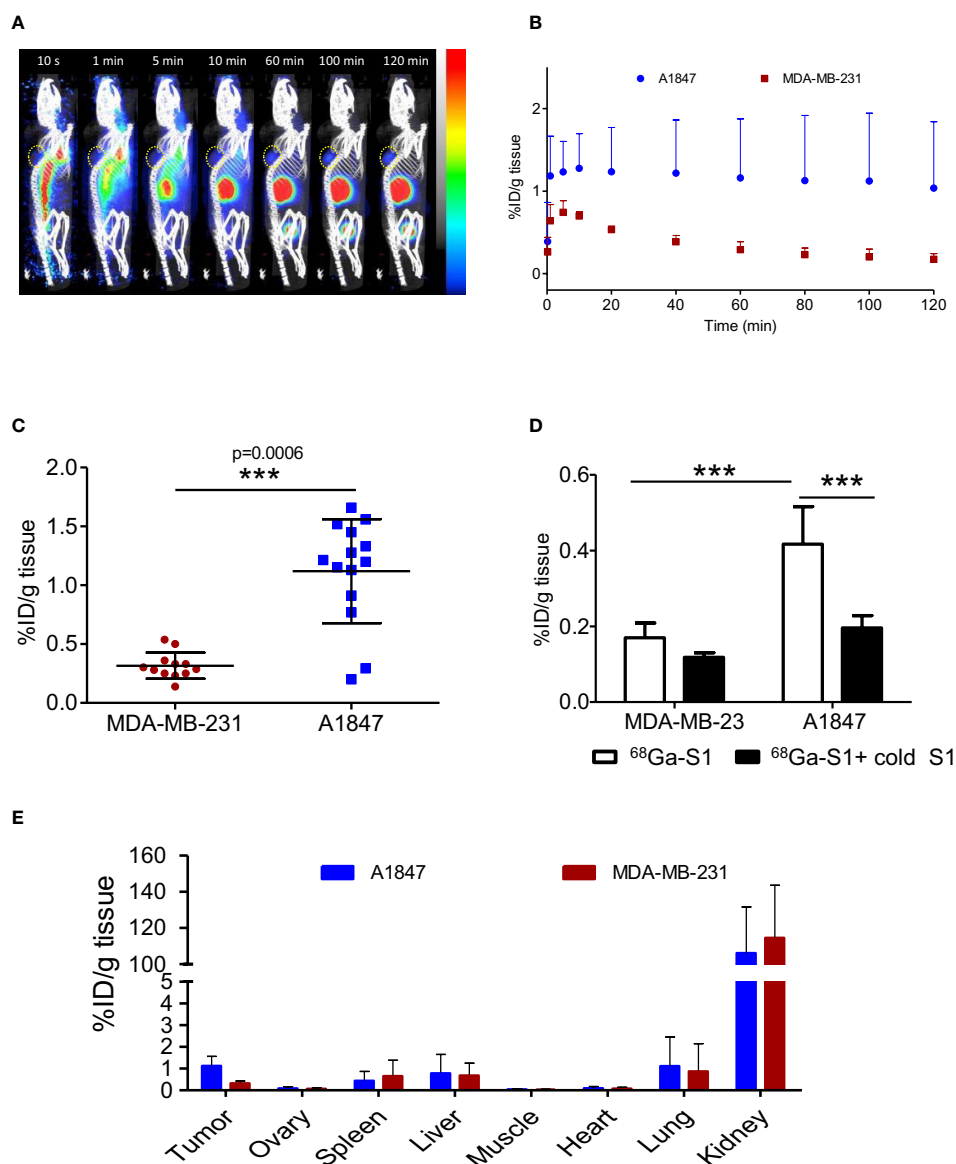 A
10 s 1 min 5 min 10 min 60 min 100 min 120 min
B
A1847 MDA-MB-231
%ID/g tissue
2
1
0
0 20 40 60 80 100 120
Time (min)
C
p=0.0006
***
%ID/g tissue
2.0
1.5
1.0
0.5
0.0
MDA-MB-231 A1847
D
*** ***
%ID/g tissue
0.6
0.4
0.2
0.0
MDA-MB-23 A1847
68Ga-S1 68Ga-S1+ cold S1
E
A1847 MDA-MB-231
%ID/g tissue
160
140
120
100
5
4
3
2
1
0
Tumor Ovary Spleen Liver Muscle Heart Lung Kidney